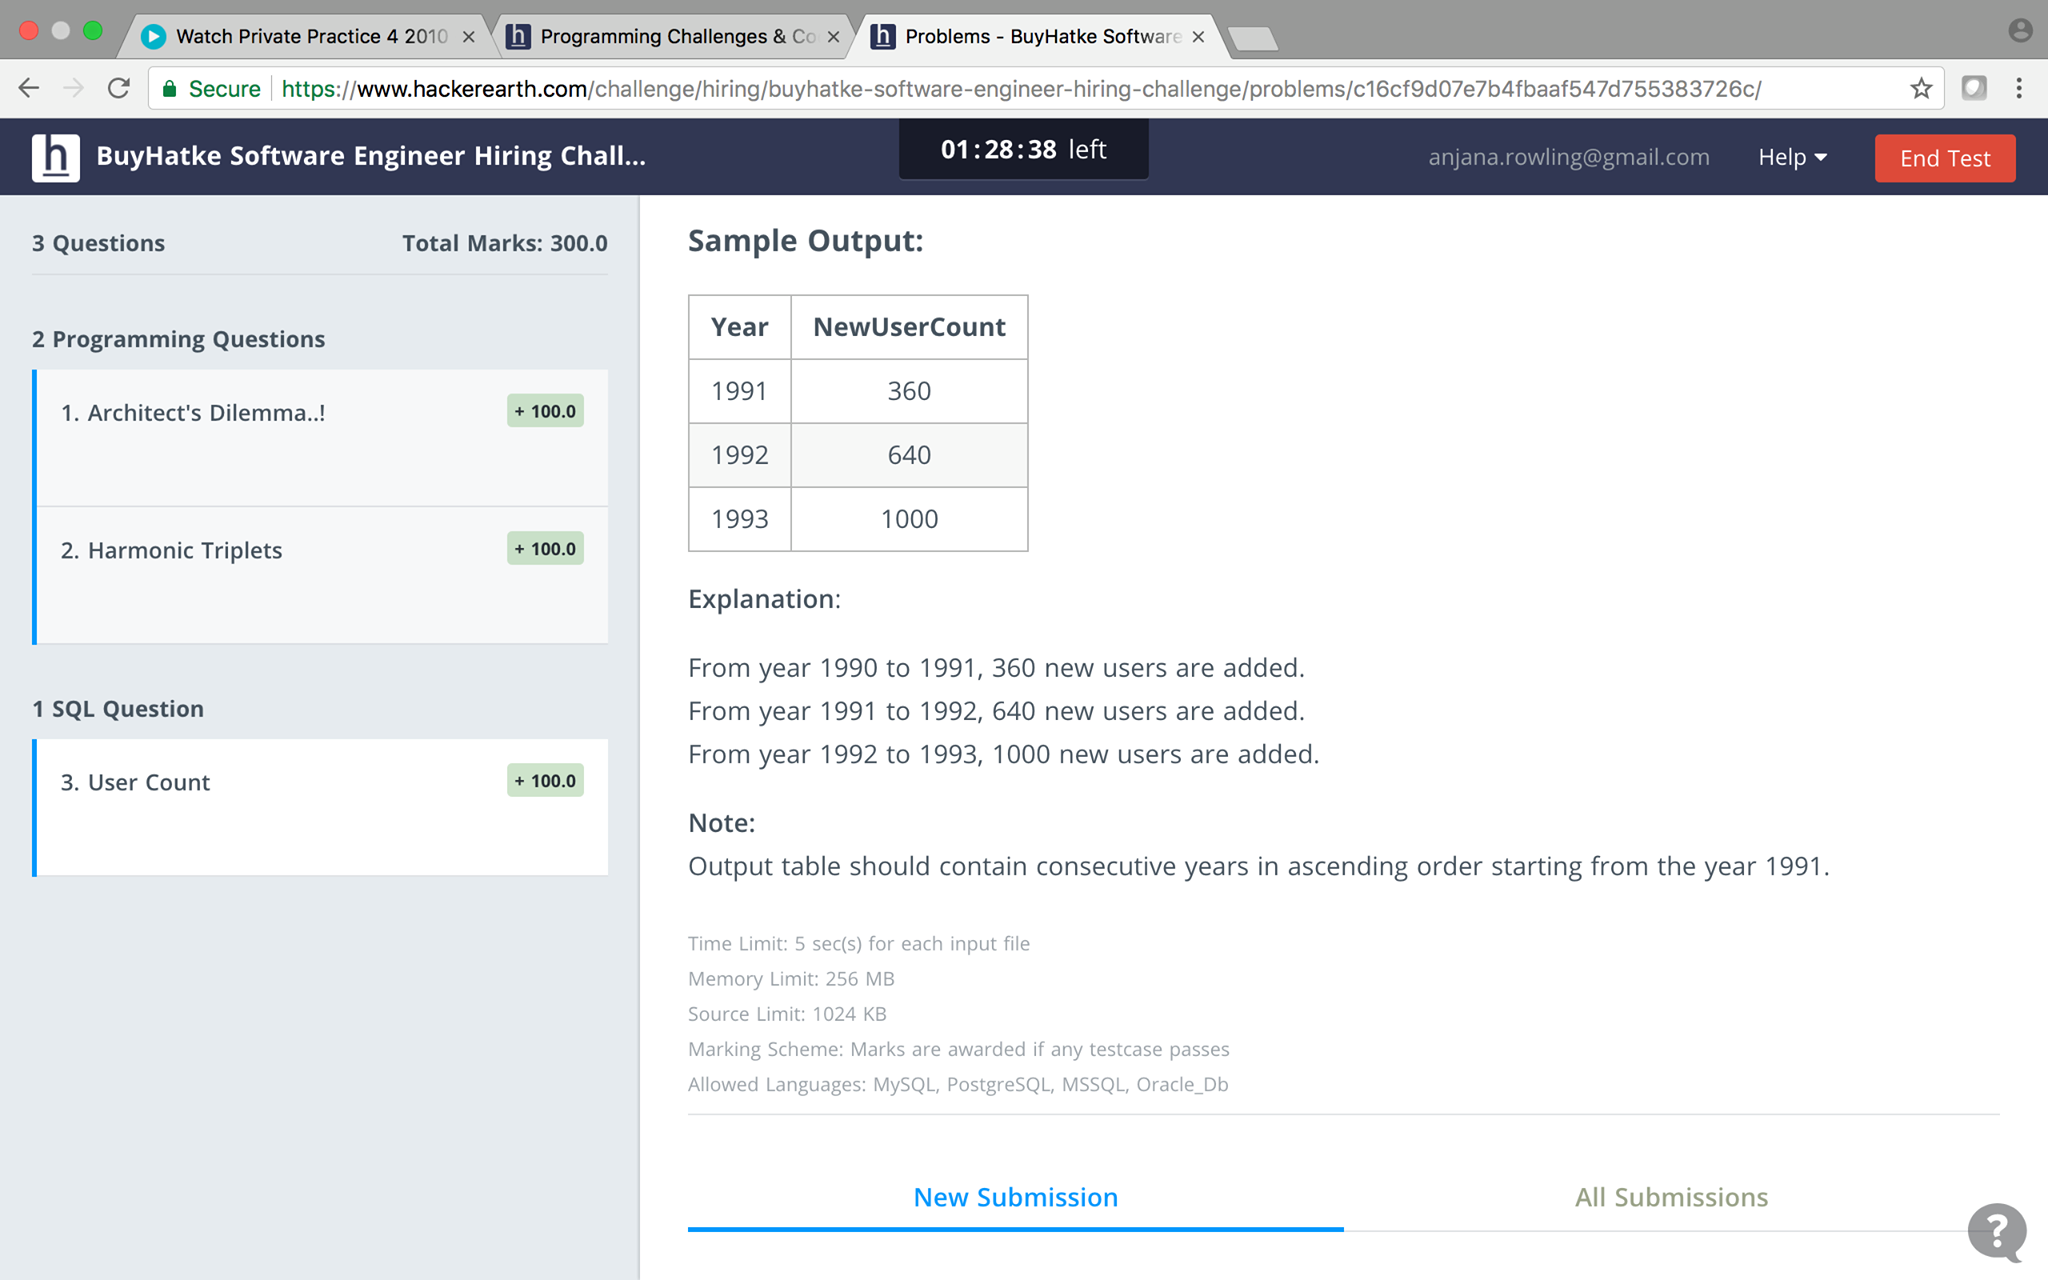 Watch Private Practice 4 2010
Programming Challenges & Co
Problems - BuyHatke Software
Secure
https://www.hackerearth.com/challenge/hiring/buyhatke-software-engineer-hiring-challenge/problems/c16cf9d07e7b4fbaaf547d755383726c/
h BuyHatke Software Engineer Hiring Chall...
01:28:38 left
anjana.rowling@gmail.com
Help
End Test
3 Questions
Total Marks: 300.0
2 Programming Questions
1. Architect's Dilemma..!
+ 100.0
2. Harmonic Triplets
+ 100.0
1 SQL Question
3. User Count
+ 100.0
Sample Output:
Year NewUserCount
1991 360
1992 640
1993 1000
Explanation:
From year 1990 to 1991, 360 new users are added.
From year 1991 to 1992, 640 new users are added.
From year 1992 to 1993, 1000 new users are added.
Note:
Output table should contain consecutive years in ascending order starting from the year 1991.
Time Limit: 5 sec(s) for each input file
Memory Limit: 256 MB
Source Limit: 1024 KB
Marking Scheme: Marks are awarded if any testcase passes
Allowed Languages: MySQL, PostgreSQL, MSSQL, Oracle_Db
New Submission
All Submissions
?